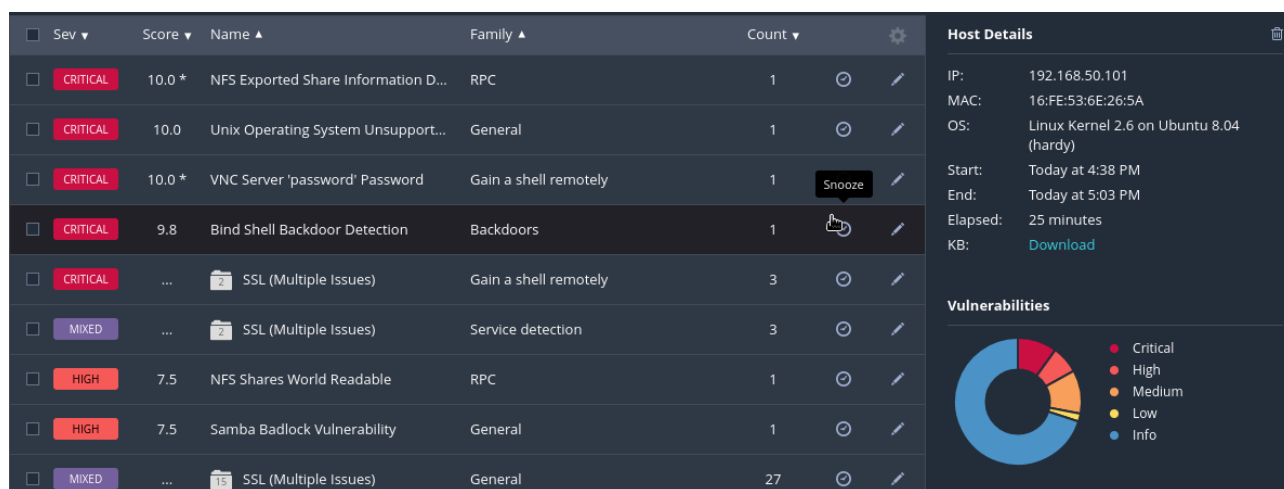 Sev ▼ Score ▼ Name ▲ Family ▲ Count ▼
CRITICAL 10.0 * NFS Exported Share Information D... RPC 1
CRITICAL 10.0 Unix Operating System Unsupport... General 1
CRITICAL 10.0 * VNC Server 'password' Password Gain a shell remotely 1
Snooze
CRITICAL 9.8 Bind Shell Backdoor Detection Backdoors 1
CRITICAL ... 2 SSL (Multiple Issues) Gain a shell remotely 3
MIXED ... 2 SSL (Multiple Issues) Service detection 3
HIGH 7.5 NFS Shares World Readable RPC 1
HIGH 7.5 Samba Badlock Vulnerability General 1
MIXED ... 15 SSL (Multiple Issues) General 27
Host Details
IP: 192.168.50.101
MAC: 16:FE:53:6E:26:5A
OS: Linux Kernel 2.6 on Ubuntu 8.04
(hardy)
Start: Today at 4:38 PM
End: Today at 5:03 PM
Elapsed: 25 minutes
KB: Download
Vulnerabilities
Critical
High
Medium
Low
Info